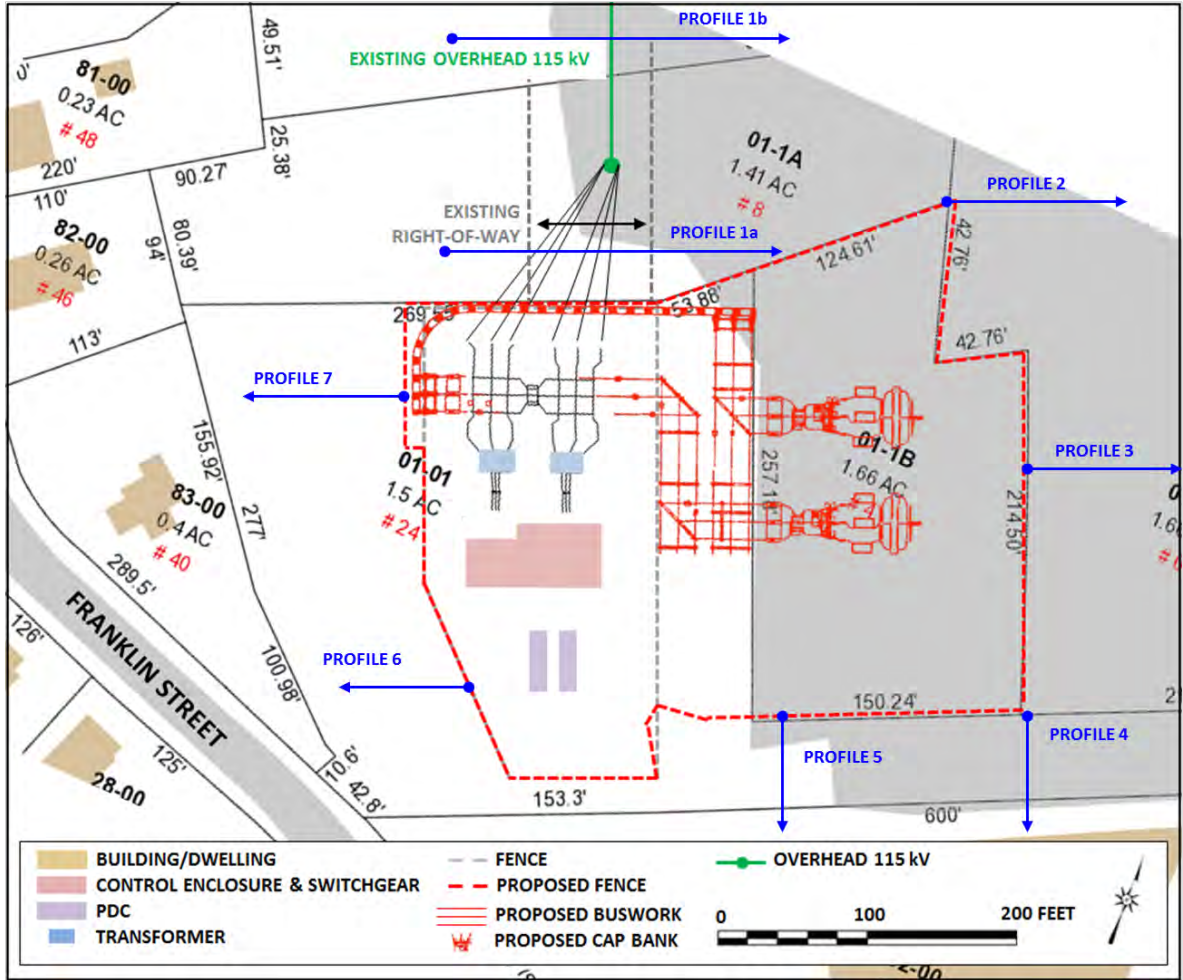 PROFILE 1b
EXISTING OVERHEAD 115 kV
49.51'
81-00
0.23 AC
# 48
220'
25.38'
90.27'
01-1A
1.41 AC
# 8
PROFILE 2
110'
82-00
0.26 AC
# 46
94'
80.39'
EXISTING
RIGHT-OF-WAY
PROFILE 1a
124.61'
42.76'
269.55
53.88'
42.76'
113'
PROFILE 7
155.92'
277'
01-01
1.5 AC
# 24
257.18'
01-1B
1.66 AC
PROFILE 3
214.50'
83-00
0.4 AC
# 40
289.5'
FRANKLIN STREET
126'
100.98'
PROFILE 6
150.24'
PROFILE 4
PROFILE 5
10.6'
42.8'
28-00
125'
153.3'
600'
BUILDING/DWELLING
CONTROL ENCLOSURE & SWITCHGEAR
PDC
TRANSFORMER
FENCE
PROPOSED FENCE
PROPOSED BUSWORK
PROPOSED CAP BANK
OVERHEAD 115 kV
0 100 200 FEET